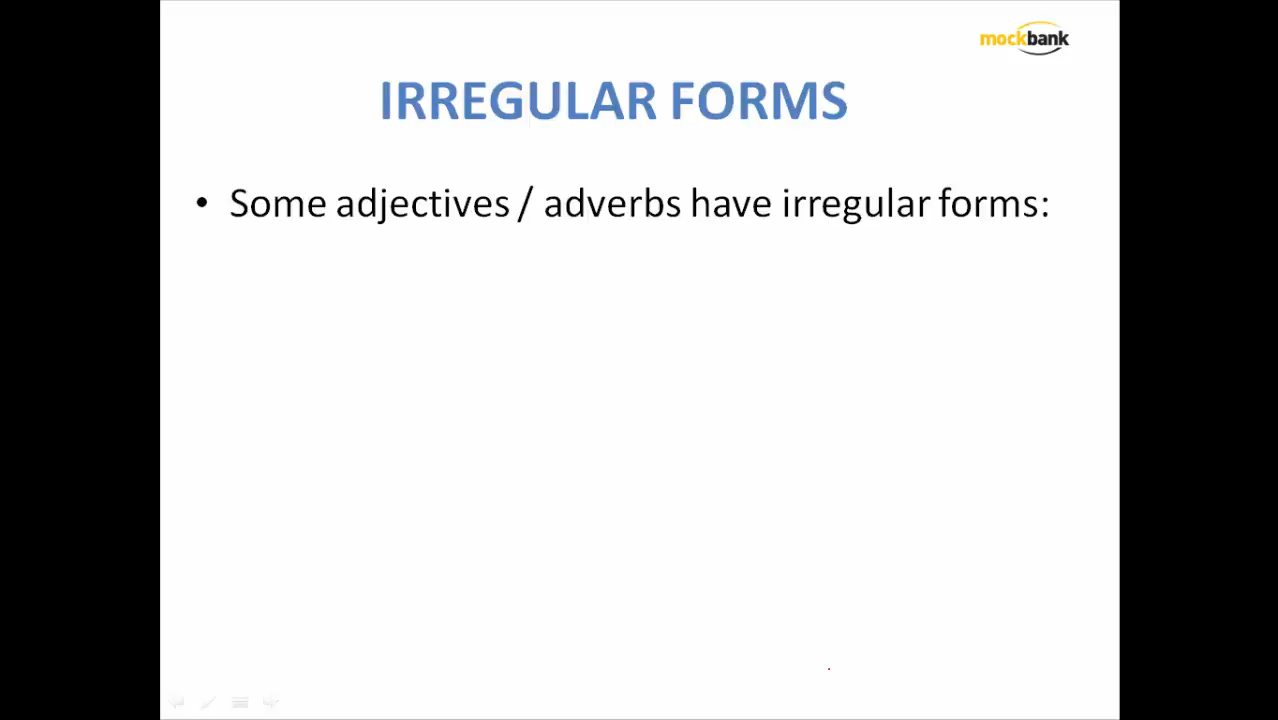 mockbank
IRREGULAR FORMS
• Some adjectives / adverbs have irregular forms: